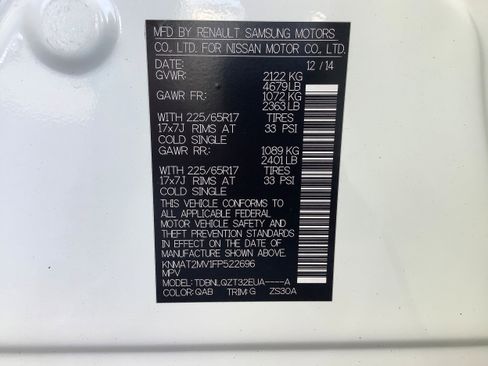 MFD BY RENAULT SAMSUNG MOTORS
CO., LTD. FOR NISSAN MOTOR CO., LTD.
DATE: 12 / 14
GVWR: 2122 KG
4679 LB
GAWR FR: 1072 KG
2363 LB
WITH 225/65R17 TIRES
17x7J RIMS AT 33 PSI
COLD SINGLE
GAWR RR: 1089 KG
2401 LB
WITH 225/65R17 TIRES
17x7J RIMS AT 33 PSI
COLD SINGLE
THIS VEHICLE CONFORMS TO
ALL APPLICABLE FEDERAL
MOTOR VEHICLE SAFETY AND
THEFT PREVENTION STANDARDS
IN EFFECT ON THE DATE OF
MANUFACTURE SHOWN ABOVE.
KNMAT2MV1FP522696
MPV
MODEL: TDBNLQZT32EUA----A
COLOR: QAB TRIM: G ZS30A